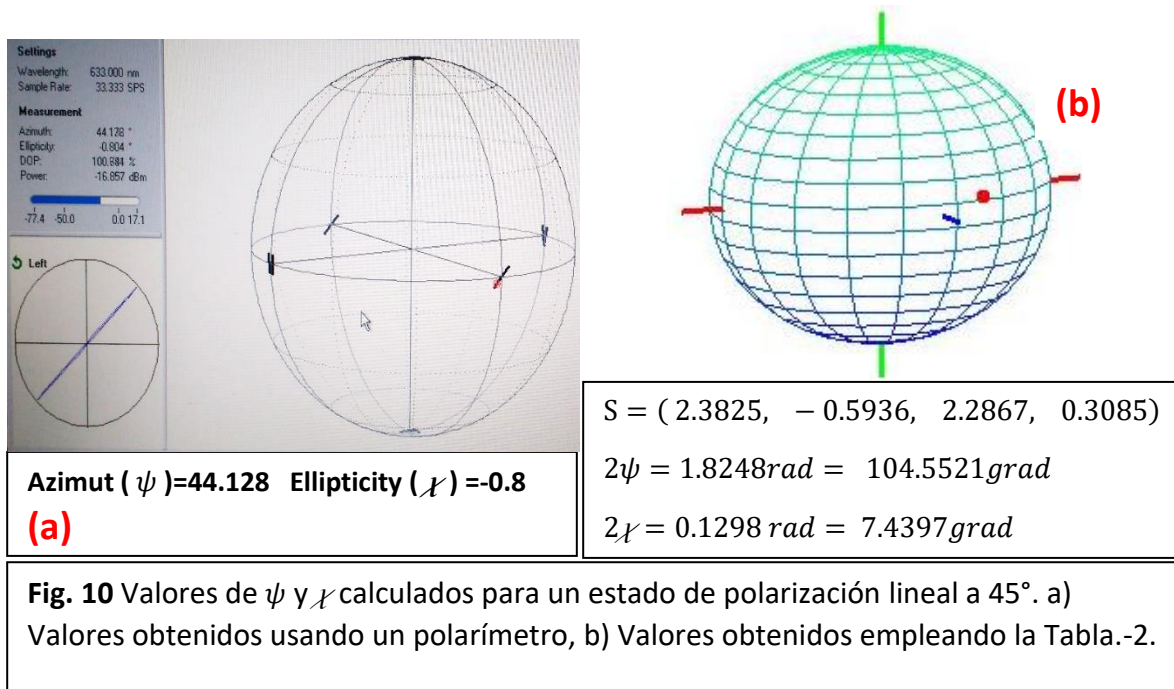 Settings
Wavelength: 633.000 nm
Sample Rate: 33.333 SPS
Measurement
Azimuth: 44.128 °
Ellipticity: -0.804 °
DOP: 100.884 %
Power: -16.857 dBm
-77.4 -50.0 0.0 17.1
Left
(b)
Azimut ( ψ )=44.128 Ellipticity ( χ ) =-0.8
(a)
S = ( 2.3825, − 0.5936, 2.2867, 0.3085)
2ψ = 1.8248rad = 104.5521grad
2χ = 0.1298 rad = 7.4397grad
Fig. 10 Valores de ψ y χ calculados para un estado de polarización lineal a 45°. a)
Valores obtenidos usando un polarímetro, b) Valores obtenidos empleando la Tabla.-2.